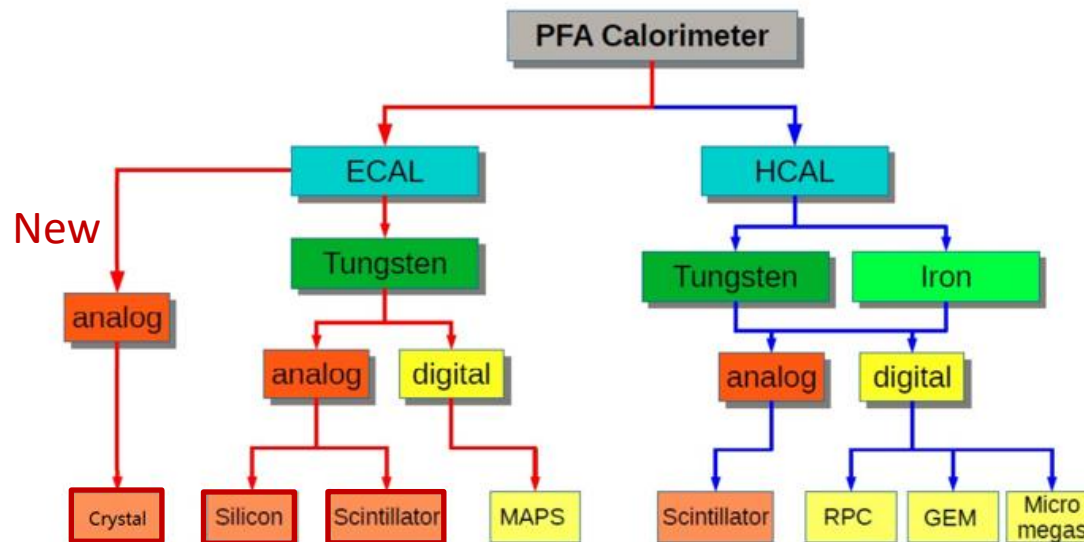 PFA Calorimeter
ECAL
HCAL
New
Tungsten
Tungsten
Iron
analog
analog
digital
analog
digital
Crystal
Silicon
Scintillator
MAPS
Scintillator
RPC
GEM
Micro
megas